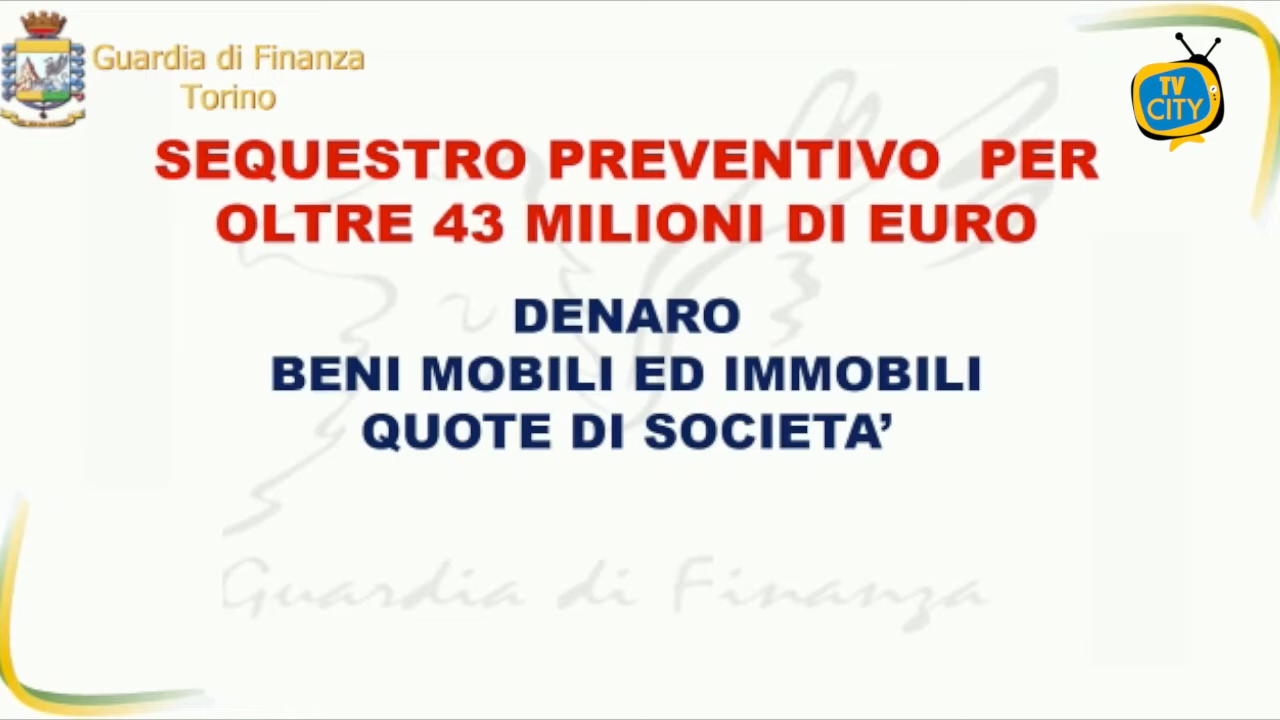 Guardia di Finanza
Torino
TV
CITY
SEQUESTRO PREVENTIVO  PER
OLTRE 43 MILIONI DI EURO
DENARO
BENI MOBILI ED IMMOBILI
QUOTE DI SOCIETA’
Guardia di Finanza